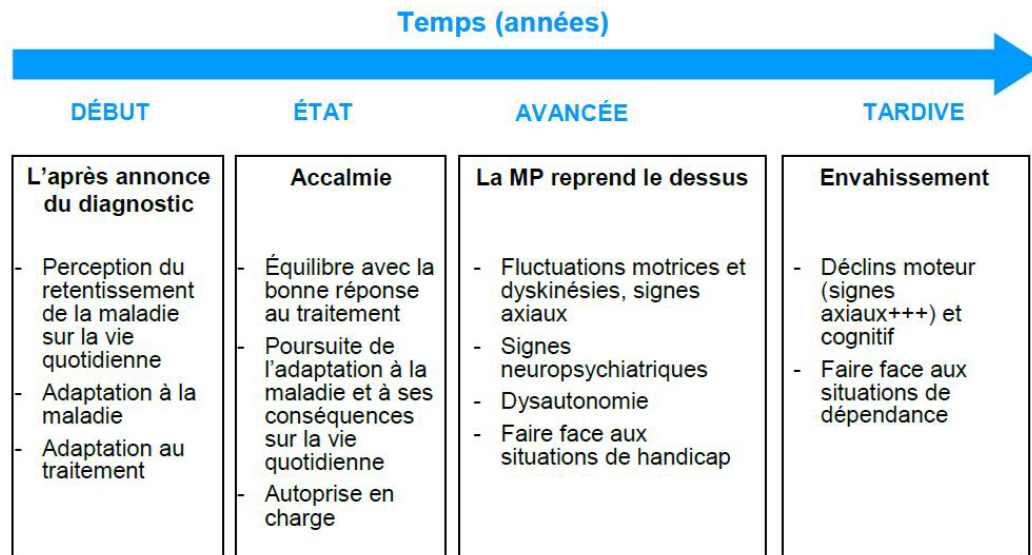 Temps (années)
DÉBUT
ÉTAT
AVANCÉE
TARDIVE
L'après annonce
du diagnostic
- Perception du
retentissement
de la maladie
sur la vie
quotidienne
- Adaptation à la
maladie
- Adaptation au
traitement
Accalmie
- Équilibre avec la
bonne réponse
au traitement
- Poursuite de
l'adaptation à la
maladie et à ses
conséquences
sur la vie
quotidienne
- Autoprise en
charge
La MP reprend le dessus
- Fluctuations motrices et
dyskinésies, signes
axiaux
- Signes
neuropsychiatriques
- Dysautonomie
- Faire face aux
situations de handicap
Envahissement
- Déclins moteur
(signes
axiaux+++) et
cognitif
- Faire face aux
situations de
dépendance